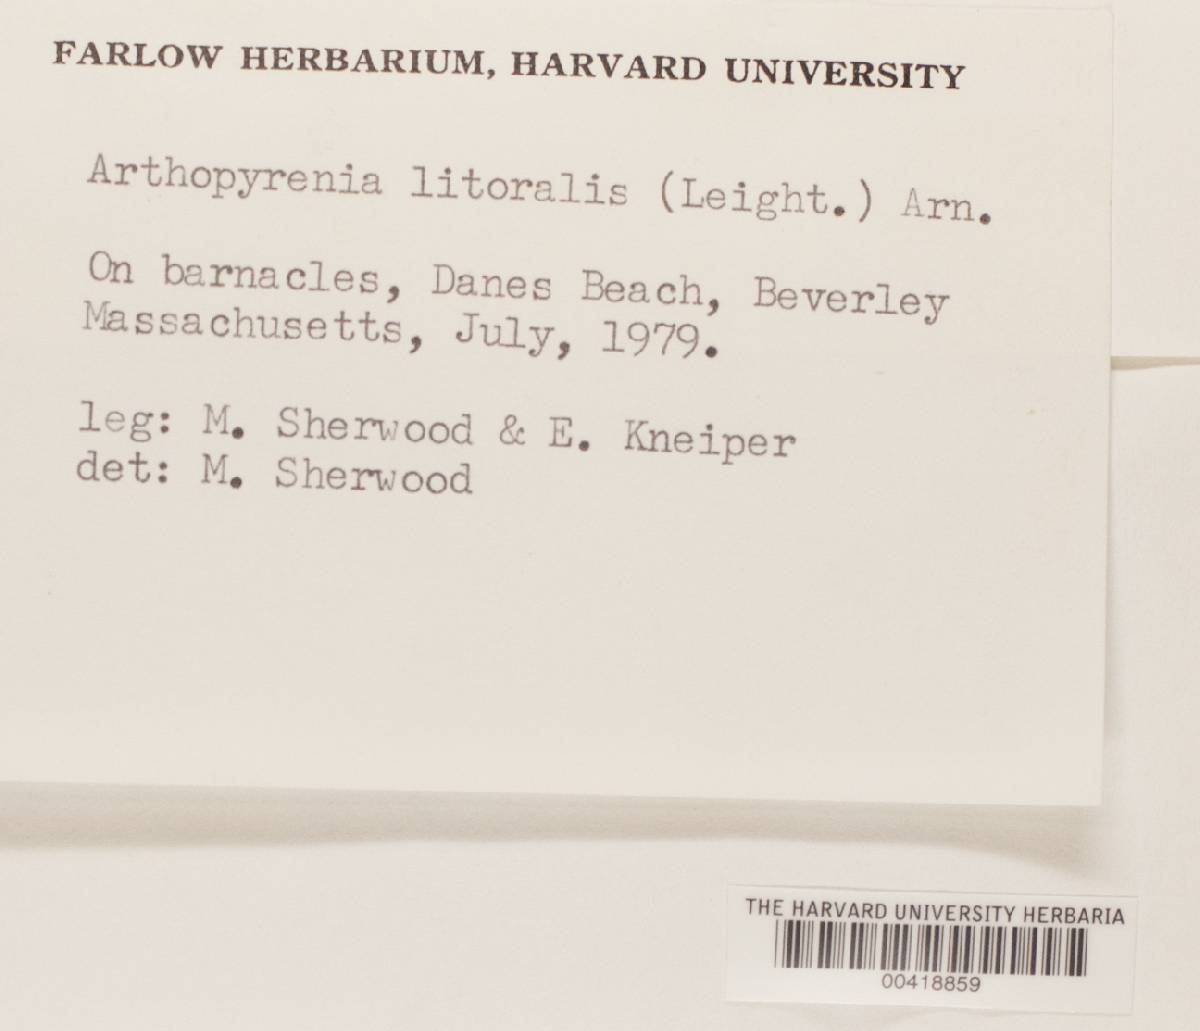 FARLOW HERBARIUM, HARVARD UNIVERSITY
Arthopyrenia litoralis (Leight.) Arn.
On barnacles, Danes Beach, Beverley
Massachusetts, July, 1979.
leg: M. Sherwood & E. Kneiper
det: M. Sherwood
THE HARVARD UNIVERSITY HERBARIA
00418859